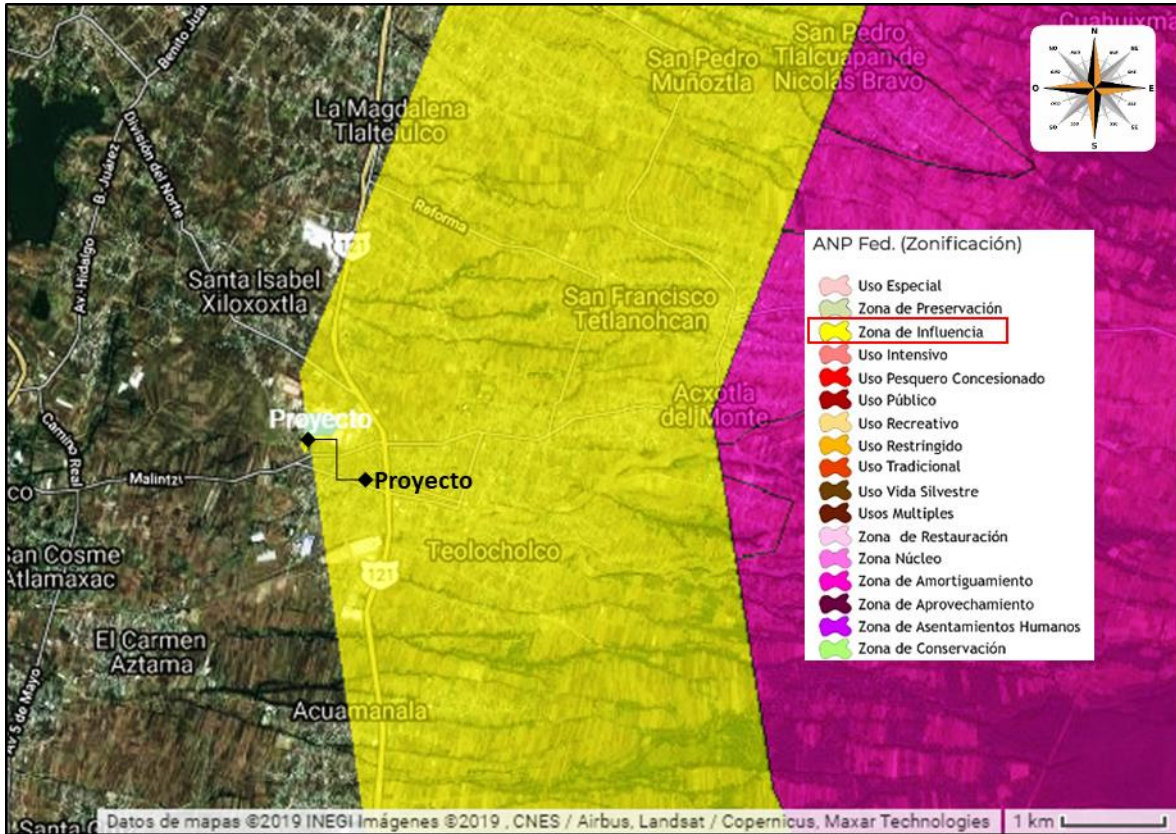 Cuahuixma
San Pedro
Muñoztla
San Pedro
Tlalcuapan de
Nicolás Bravo
Benito Juárez
La Magdalena
Tlaltelulco
N
E
S
O
B. Juárez
División del Norte
Reforma
121
Av. Hidalgo
Santa Isabel
Xiloxoxtla
San Francisco
Tetlanohcan
Acxotla
del Monte
Proyecto
Proyecto
Camino Real
Malintzi
CO
San Cosme
Atlamaxac
Teolocholco
121
El Carmen
Aztama
Acuamanala
Av 5 de Mayo
ANP Fed. (Zonificación)
Uso Especial
Zona de Preservación
Zona de Influencia
Uso Intensivo
Uso Pesquero Concesionado
Uso Público
Uso Recreativo
Uso Restringido
Uso Tradicional
Uso Vida Silvestre
Usos Multiples
Zona de Restauración
Zona Núcleo
Zona de Amortiguamiento
Zona de Aprovechamiento
Zona de Asentamientos Humanos
Zona de Conservación
Santa
Datos de mapas ©2019 INEGI Imágenes ©2019 , CNES / Airbus, Landsat / Copernicus, Maxar Technologies
1 km